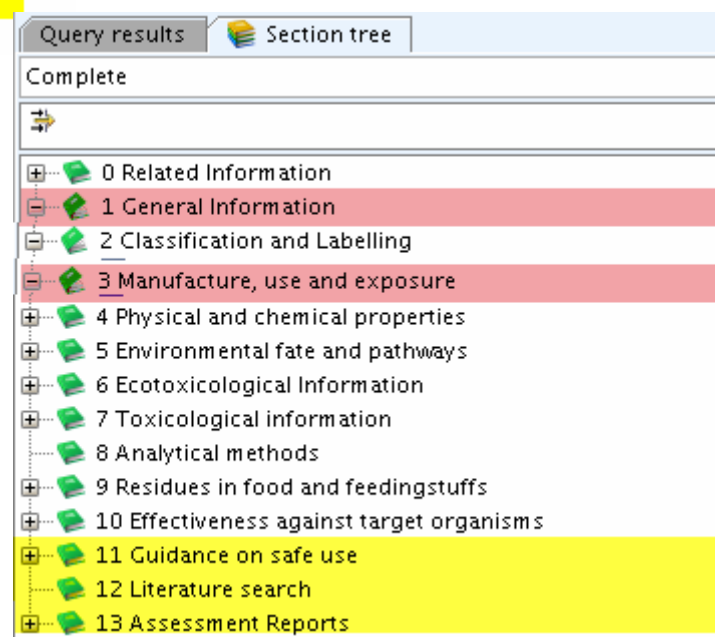 Query results
Section tree
Complete
0 Related Information
1 General Information
2 Classification and Labelling
3 Manufacture, use and exposure
4 Physical and chemical properties
5 Environmental fate and pathways
6 Ecotoxicological Information
7 Toxicological information
8 Analytical methods
9 Residues in food and feedingstuffs
10 Effectiveness against target organisms
11 Guidance on safe use
12 Literature search
13 Assessment Reports